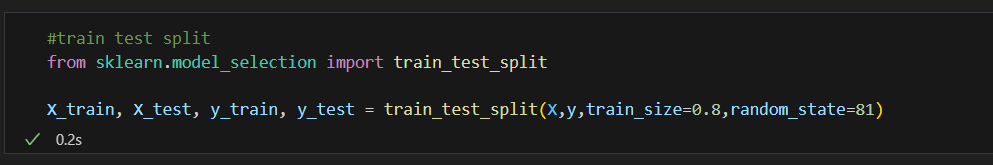 #train test split
from sklearn.model_selection import train_test_split
X_train, X_test, y_train, y_test = train_test_split(X,y,train_size=0.8,random_state=81)
✓ 0.2s